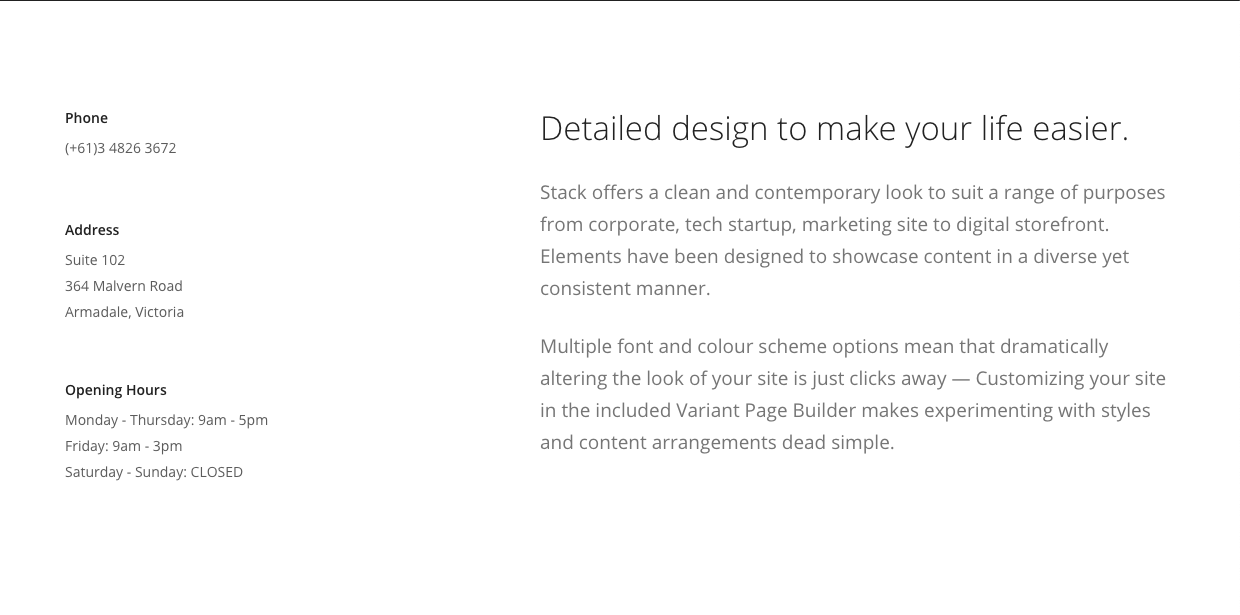 Phone
(+61)3 4826 3672
Address
Suite 102
364 Malvern Road
Armadale, Victoria
Opening Hours
Monday - Thursday: 9am - 5pm
Friday: 9am - 3pm
Saturday - Sunday: CLOSED
Detailed design to make your life easier.
Stack offers a clean and contemporary look to suit a range of purposes
from corporate, tech startup, marketing site to digital storefront.
Elements have been designed to showcase content in a diverse yet
consistent manner.
Multiple font and colour scheme options mean that dramatically
altering the look of your site is just clicks away — Customizing your site
in the included Variant Page Builder makes experimenting with styles
and content arrangements dead simple.